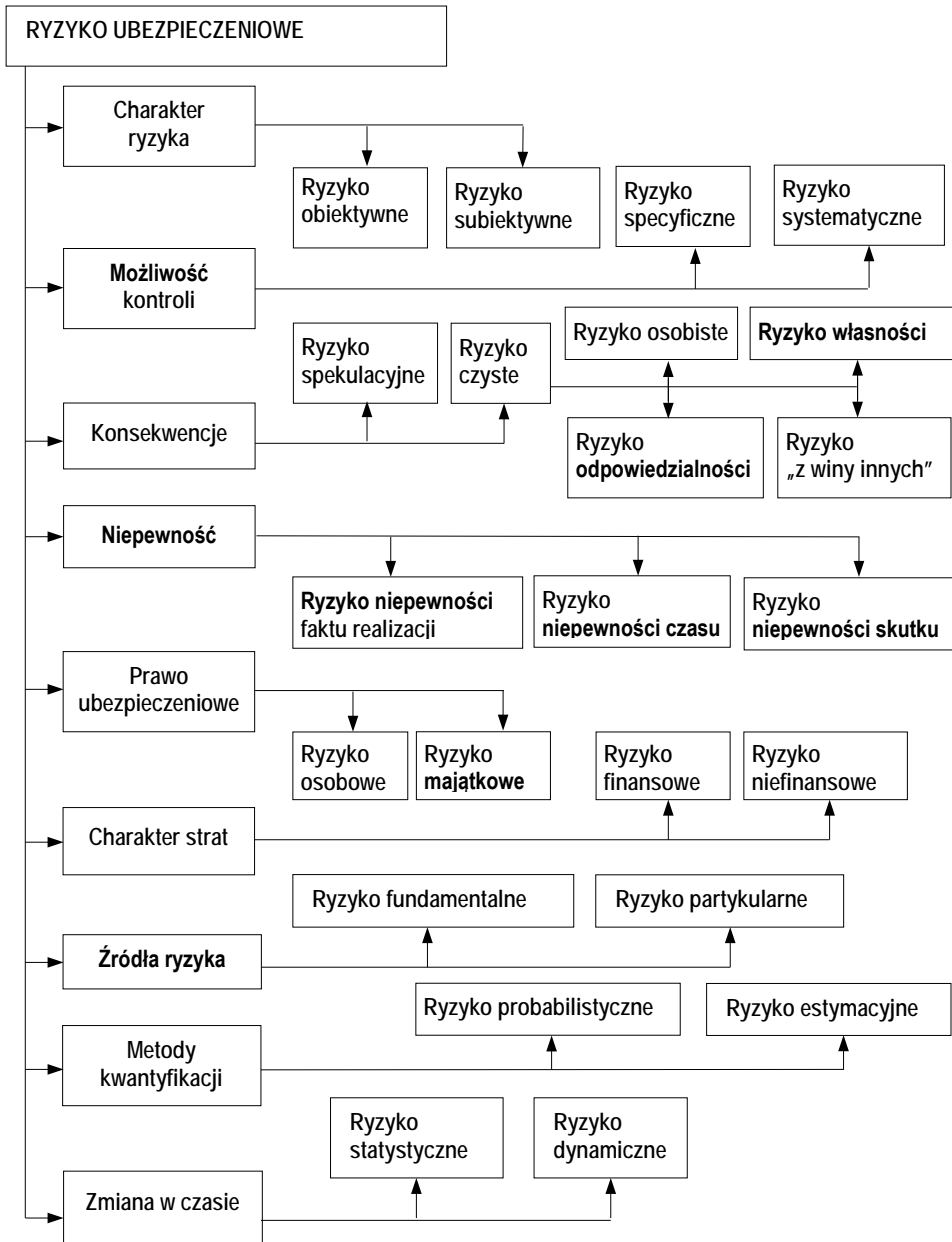 RYZYKO UBEZPIECZENIOWE
Charakter
ryzyka
Ryzyko
obiektywne
Ryzyko
subiektywne
Ryzyko
specyficzne
Ryzyko
systematyczne
Możliwość
kontroli
Ryzyko
spekulacyjne
Ryzyko
czyste
Ryzyko osobiste
Ryzyko własności
Konsekwencje
Ryzyko
odpowiedzialności
Ryzyko
„z winy innych”
Niepewność
Ryzyko niepewności
faktu realizacji
Ryzyko
niepewności czasu
Ryzyko
niepewności skutku
Prawo
ubezpieczeniowe
Ryzyko
osobowe
Ryzyko
majątkowe
Ryzyko
finansowe
Ryzyko
niefinansowe
Charakter strat
Ryzyko fundamentalne
Ryzyko partykularne
Źródła ryzyka
Ryzyko probabilistyczne
Ryzyko estymacyjne
Metody
kwantyfikacji
Ryzyko
statystyczne
Ryzyko
dynamiczne
Zmiana w czasie